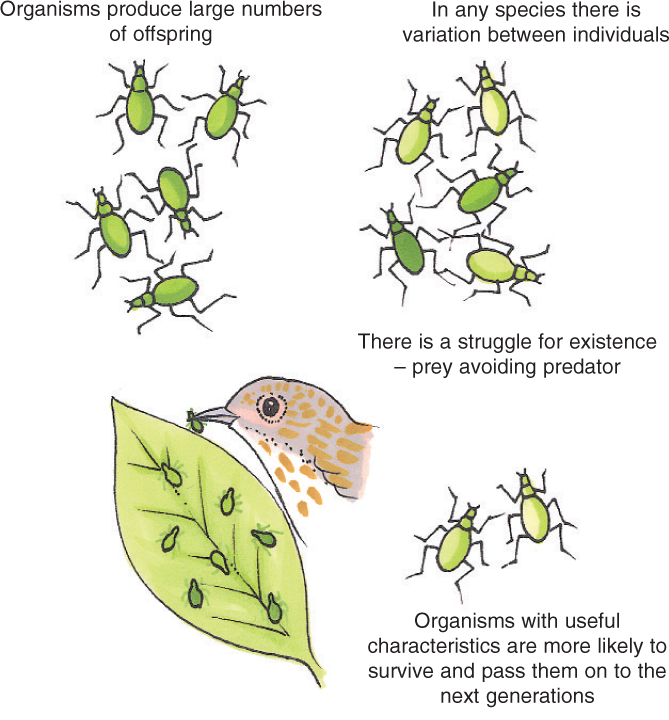 Organisms produce large numbers
of offspring
In any species there is
variation between individuals
There is a struggle for existence
– prey avoiding predator
Organisms with useful
characteristics are more likely to
survive and pass them on to the
next generations